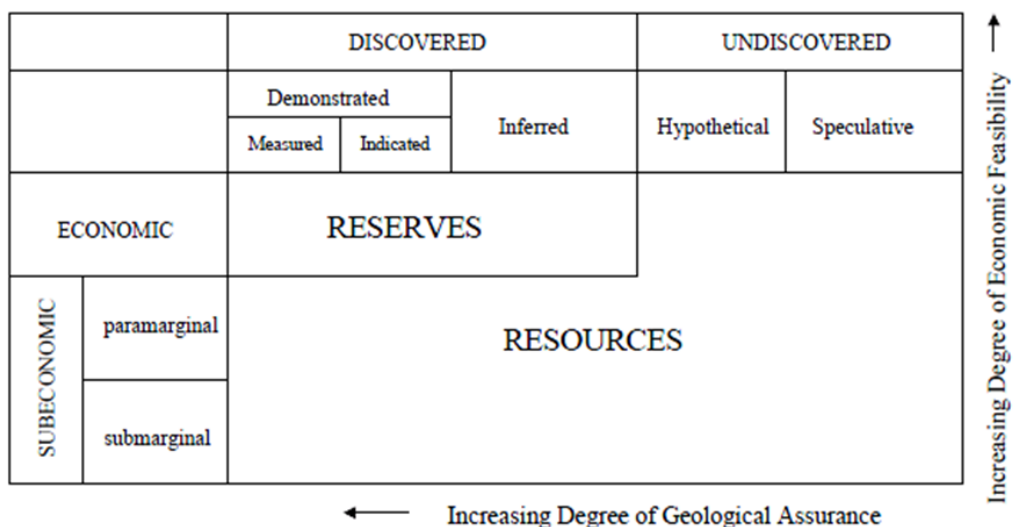 DISCOVERED
UNDISCOVERED
Demonstrated
Measured
Indicated
Inferred
Hypothetical
Speculative
ECONOMIC
RESERVES
SUBECONOMIC
paramarginal
submarginal
RESOURCES
Increasing Degree of Economic Feasibility
Increasing Degree of Geological Assurance